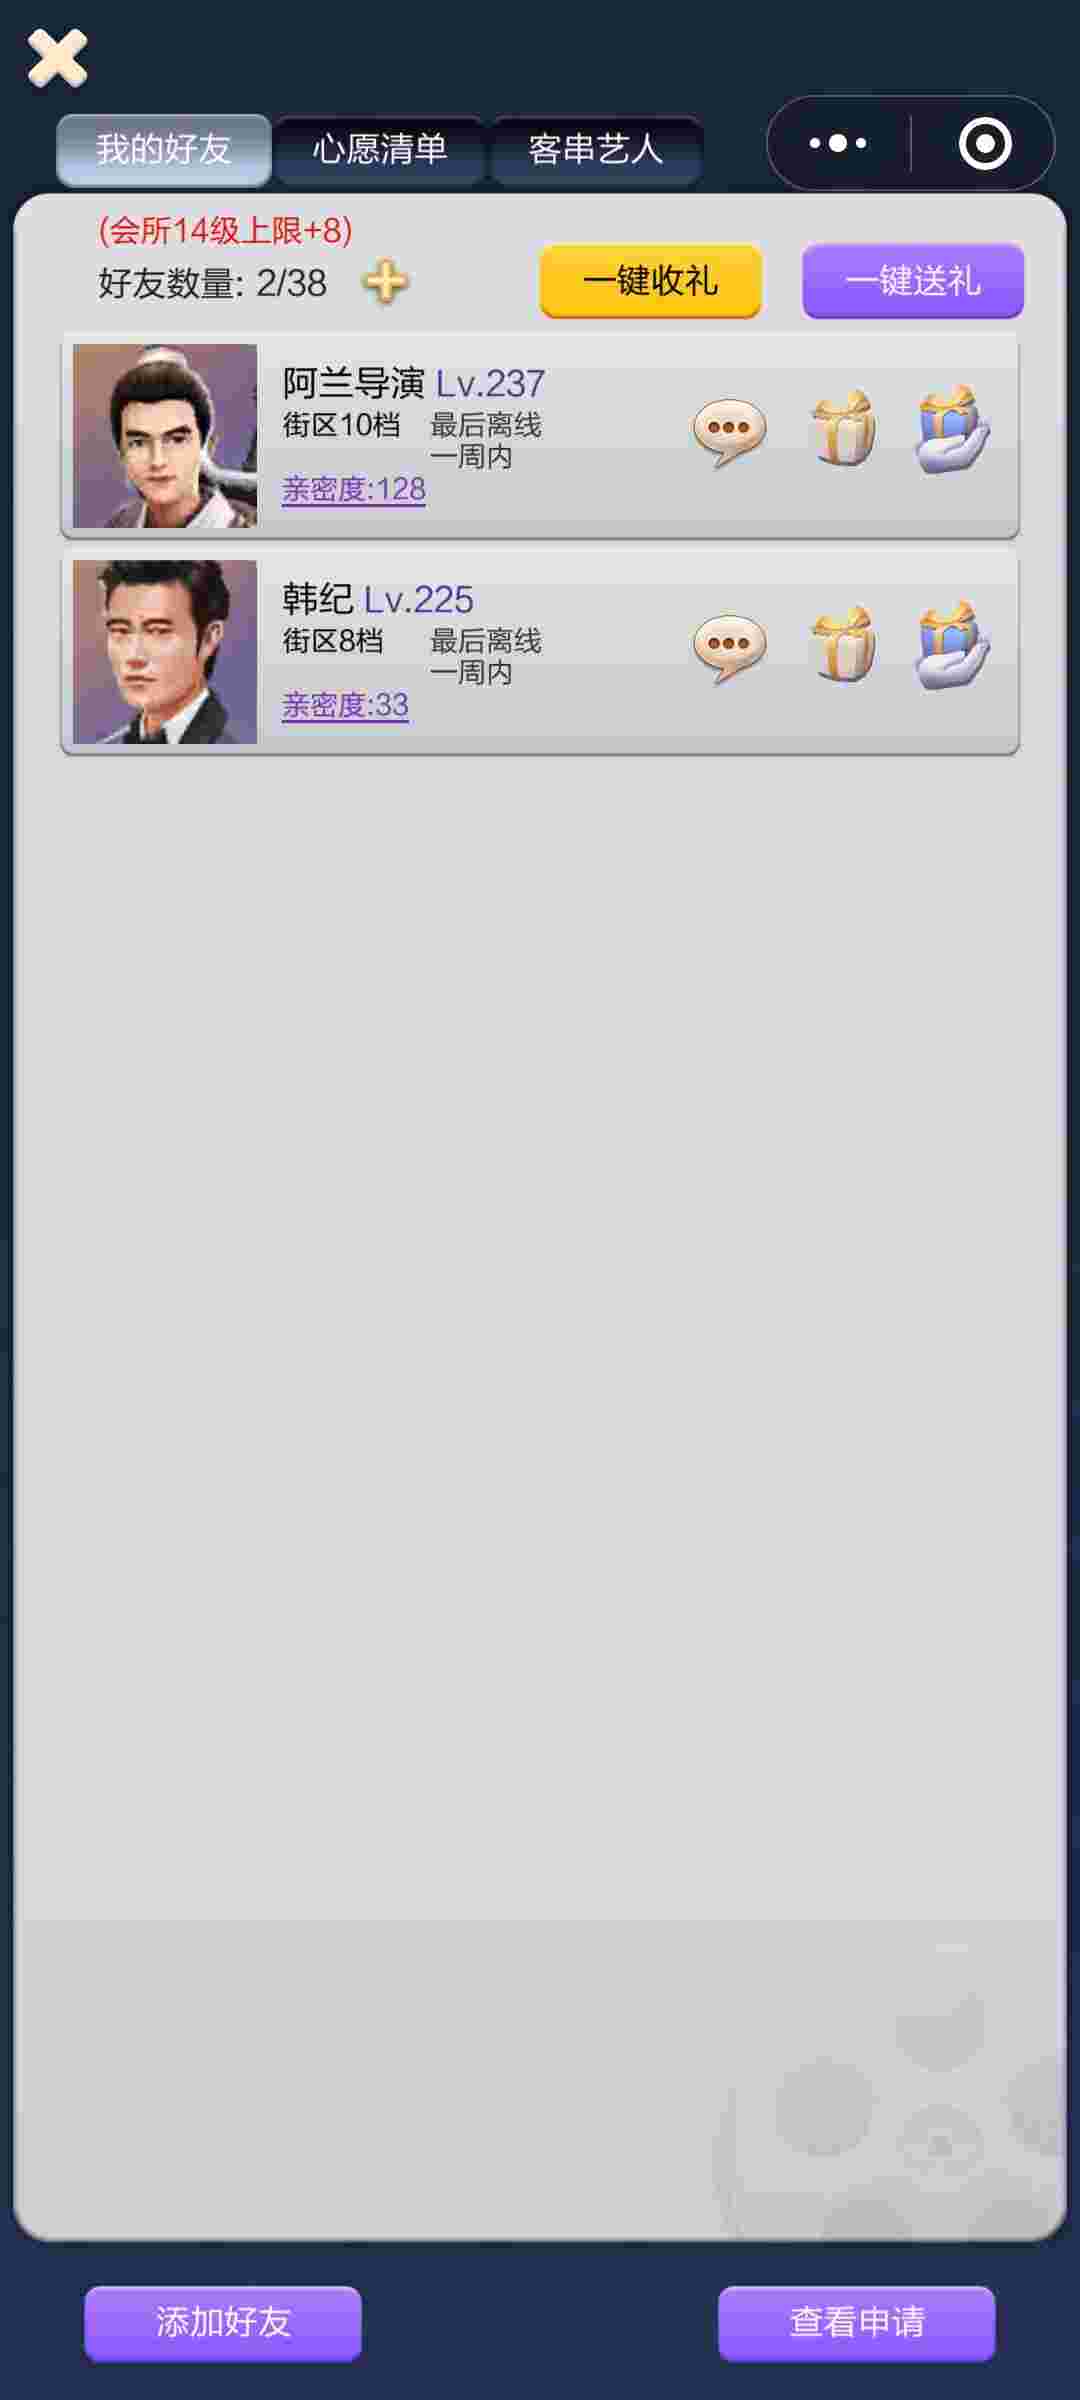 我的好友
心愿清单
客串艺人
(会所14级上限+8)
好友数量: 2/38
一键收礼
一键送礼
阿兰导演 Lv.237
街区10档
最后离线
一周内
亲密度:128
韩纪 Lv.225
街区8档
最后离线
一周内
亲密度:33
添加好友
查看申请